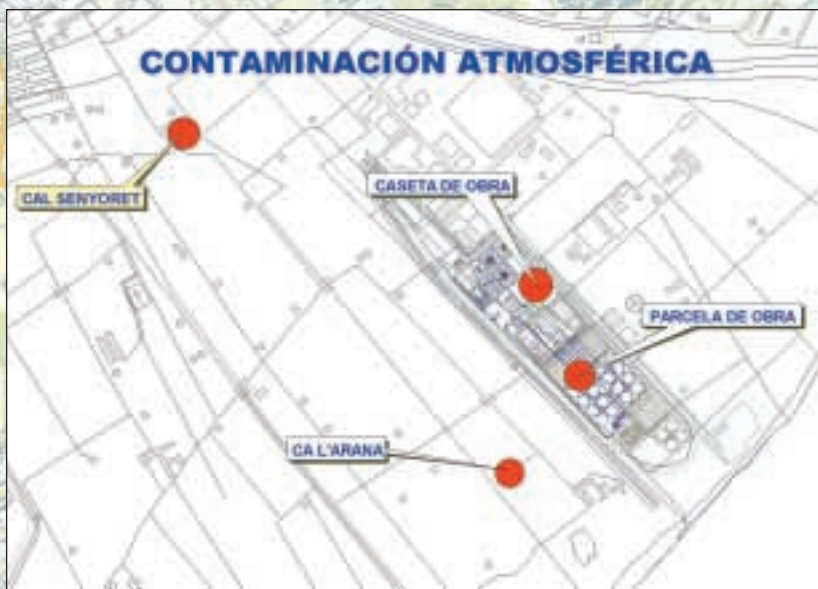 CONTAMINACIÓN ATMOSFÉRICA
CAL SENYORET
CASETA DE OBRA
PARCELA DE OBRA
CA L'ARANA